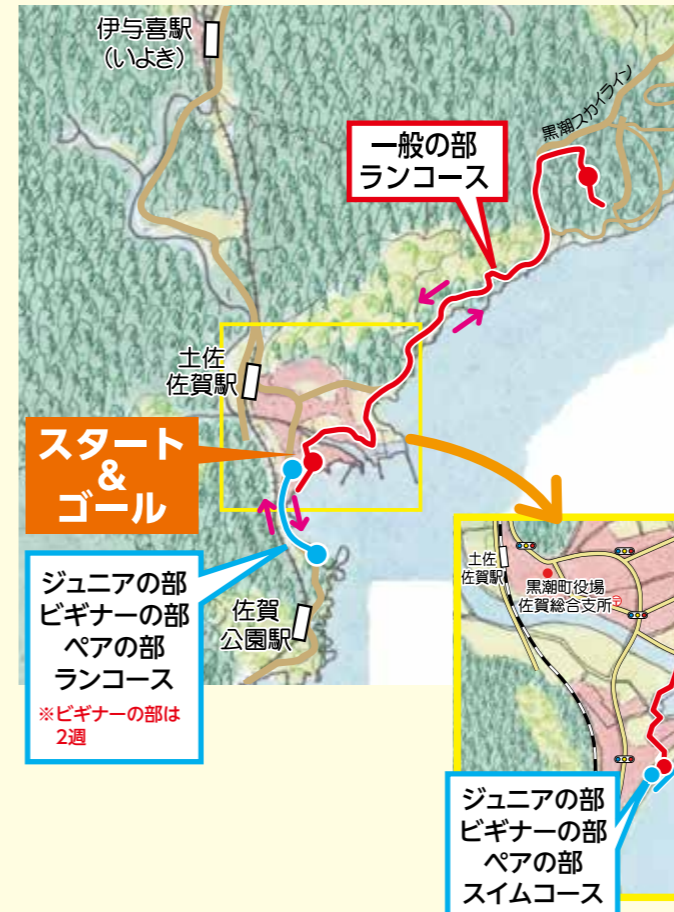 伊与喜駅
(いよき)
黒潮スカイライン
一般の部
ランコース
土佐
佐賀駅
スタート
&
ゴール
ジュニアの部
ビギナーの部
ペアの部
ランコース
※ビギナーの部は
2週
佐賀
公園駅
土佐
佐賀駅
黒潮町役場
佐賀総合支所
ジュニアの部
ビギナーの部
ペアの部
スイムコース